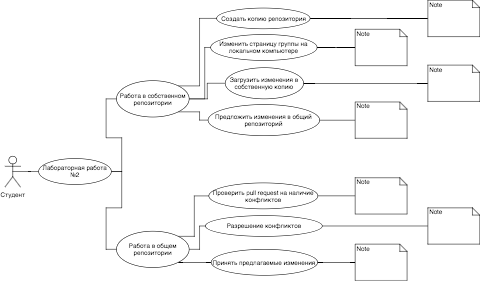 Создать копию репозитория
Note
Изменить страницу группы на
локальном компьютере
Note
Загрузить изменения в
собственную копию
Note
Работа в собственном
репозитории
Предложить изменения в общий
репозиторий
Note
Лабораторная работа
№2
Студент
Проверить pull request на наличие
конфликтов
Note
Разрешение конфликтов
Note
Работа в общем
репозитории
Принять предлагаемые изменения
Note